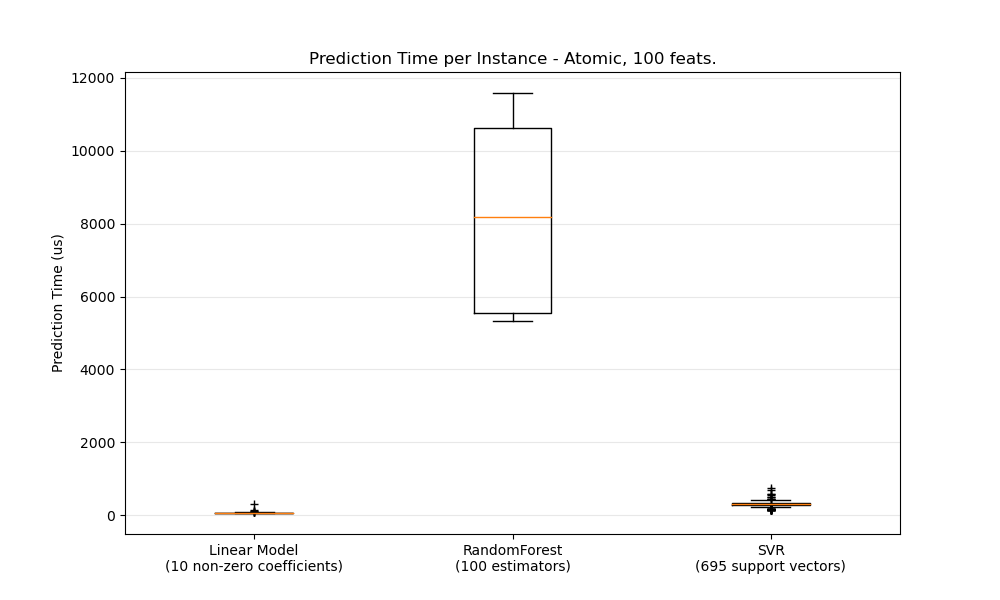 Prediction Time per Instance - Atomic, 100 feats.
Prediction Time (us)
12000
10000
8000
6000
4000
2000
0
Linear Model
(10 non-zero coefficients)
RandomForest
(100 estimators)
SVR
(695 support vectors)